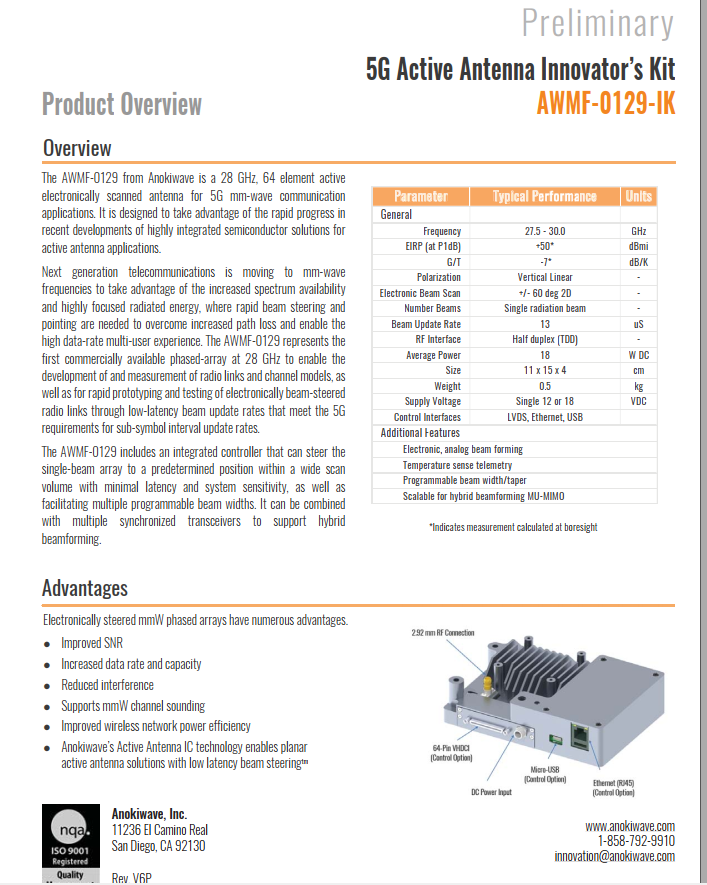 Preliminary
5G Active Antenna Innovator's Kit
Product Overview
AWMF-0129-IK
Overview
The AWMF-0129 from Anokiwave is a 28 GHz, 64 element active
electronically scanned antenna for 5G mm-wave communication
applications. It is designed to take advantage of the rapid progress in
recent developments of highly integrated semiconductor solutions for
active antenna applications.
Next generation telecommunications is moving to mm-wave
frequencies to take advantage of the increased spectrum availability
and highly focused radiated energy, where rapid beam steering and
pointing are needed to overcome increased path loss and enable the
high data-rate multi-user experience. The AWMF-0129 represents the
first commercially available phased-array at 28 GHz to enable the
development of and measurement of radio links and channel models, as
well as for rapid prototyping and testing of electronically beam-steered
radio links through low-latency beam update rates that meet the 5G
requirements for sub-symbol interval update rates.
The AWMF-0129 includes an integrated controller that can steer the
single-beam array to a predetermined position within a wide scan
volume with minimal latency and system sensitivity, as well as
facilitating multiple programmable beam widths. It can be combined
with multiple synchronized transceivers to support hybrid
beamforming.
Parameter Typical Performance Units
General
Frequency 27.5 - 30.0 GHz
EIRP (at P1dB) +50* dBmi
G/T -7* dB/K
Polarization Vertical Linear -
Electronic Beam Scan +/- 60 deg 2D -
Number Beams Single radiation beam -
Beam Update Rate 13 uS
RF Interface Half duplex (TDD) -
Average Power 18 W DC
Size 11 x 15 x 4 cm
Weight 0.5 kg
Supply Voltage Single 12 or 18 VDC
Control Interfaces LVDS, Ethernet, USB
Additional Features
Electronic, analog beam forming
Temperature sense telemetry
Programmable beam width/taper
Scalable for hybrid beamforming MU-MIMO
*Indicates measurement calculated at boresight
Advantages
Electronically steered mmW phased arrays have numerous advantages.
● Improved SNR
● Increased data rate and capacity
● Reduced interference
● Supports mmW channel sounding
● Improved wireless network power efficiency
● Anokiwave's Active Antenna IC technology enables planar
active antenna solutions with low latency beam steering™
2.92 mm RF Connection
64-Pin VHDCI
(Control Option)
DC Power Input
Micro-USB
(Control Option)
Ethernet (RJ45)
(Control Option)
nqa.
ISO 9001
Registered
Quality
Management
Anokiwave, Inc.
11236 El Camino Real
San Diego, CA 92130
Rev V6P
www.anokiwave.com
1-858-792-9910
innovation@anokiwave.com